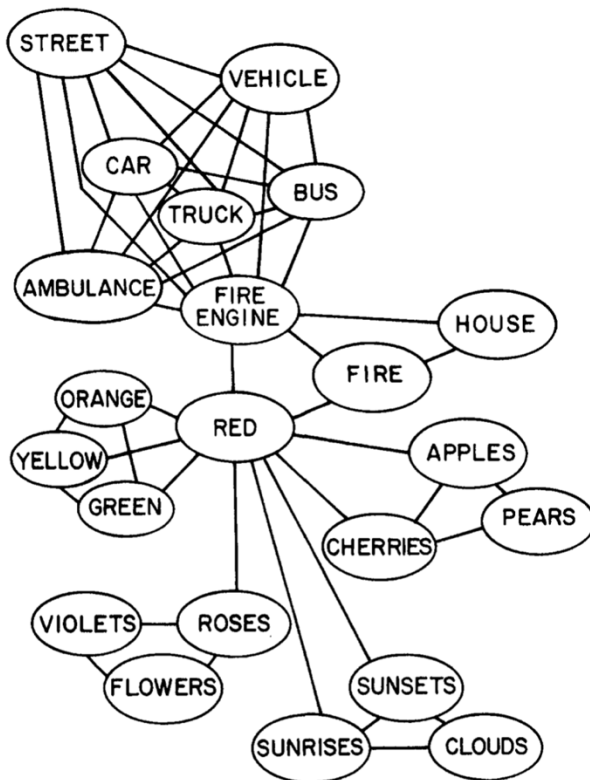 STREET
VEHICLE
CAR
BUS
TRUCK
AMBULANCE
FIRE
ENGINE
HOUSE
FIRE
ORANGE
RED
APPLES
YELLOW
GREEN
PEARS
CHERRIES
VIOLETS
ROSES
FLOWERS
SUNSETS
SUNRISES
CLOUDS